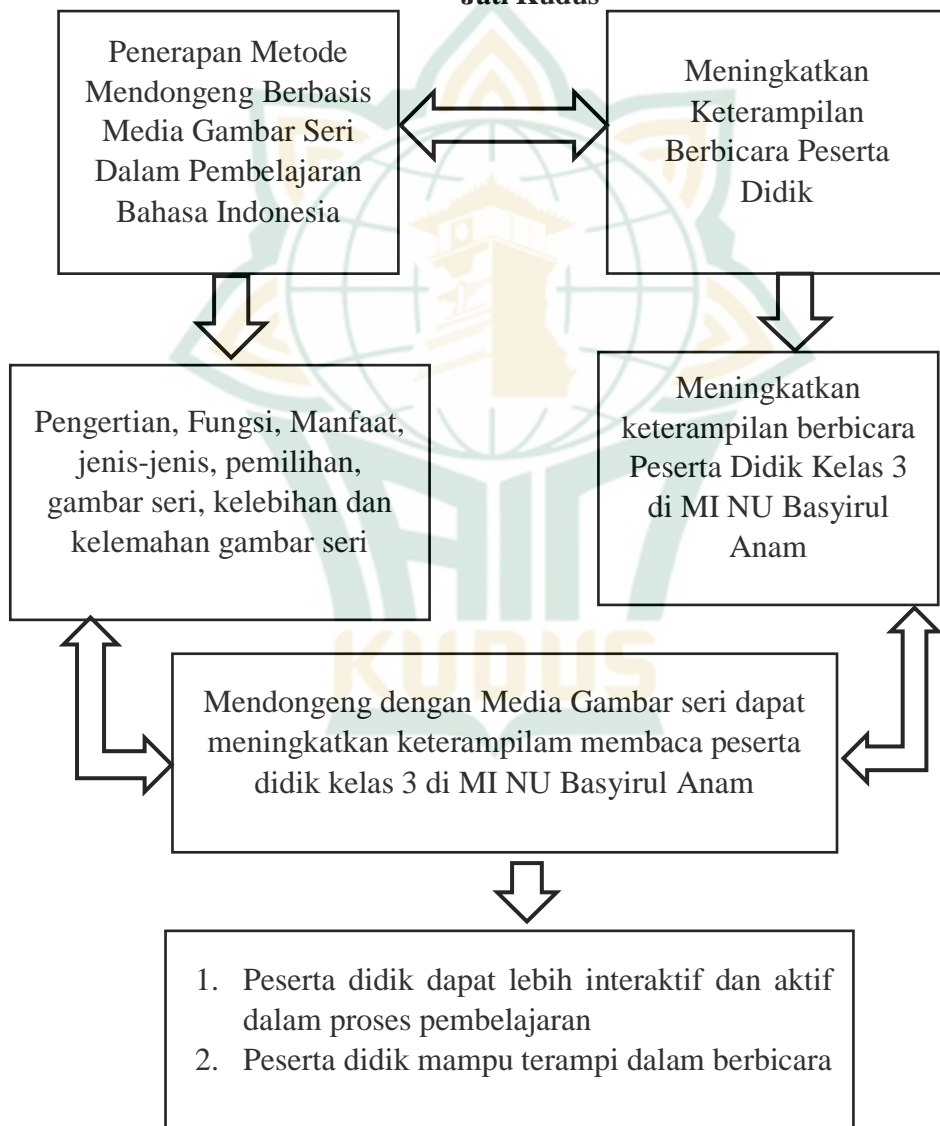 Jati Kudus
Penerapan Metode
Mendongeng Berbasis
Media Gambar Seri
Dalam Pembelajaran
Bahasa Indonesia
Meningkatkan
Keterampilan
Berbicara Peserta
Didik
Pengertian, Fungsi, Manfaat,
jenis-jenis, pemilihan,
gambar seri, kelebihan dan
kelemahan gambar seri
Meningkatkan
keterampilan berbicara
Peserta Didik Kelas 3
di MI NU Basyirul
Anam
Mendongeng dengan Media Gambar seri dapat
meningkatkan keterampilam membaca peserta
didik kelas 3 di MI NU Basyirul Anam
1. Peserta didik dapat lebih interaktif dan aktif
dalam proses pembelajaran
2. Peserta didik mampu terampi dalam berbicara
IAIN
KUDUS